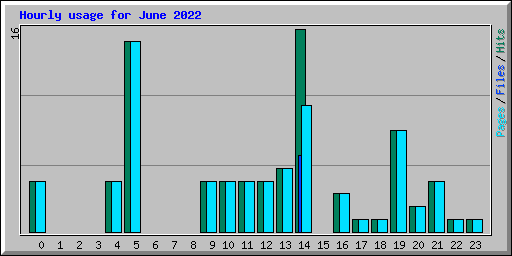 Hourly usage for June 2022
16
Pages / Files / Hits
0 1 2 3 4 5 6 7 8 9 10 11 12 13 14 15 16 17 18 19 20 21 22 23